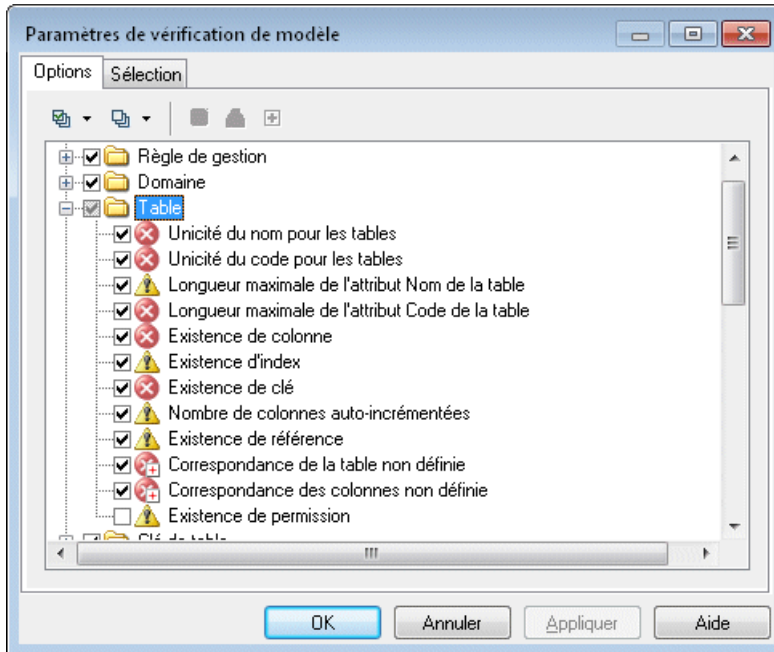 Paramètres de vérification de modèle
Options Sélection
Règle de gestion
Domaine
Table
Unicité du nom pour les tables
Unicité du code pour les tables
Longueur maximale de l'attribut Nom de la table
Longueur maximale de l'attribut Code de la table
Existence de colonne
Existence d'index
Existence de clé
Nombre de colonnes auto-incrémentées
Existence de référence
Correspondance de la table non définie
Correspondance des colonnes non définie
Existence de permission
Clé de table
OK Annuler Appliquer Aide